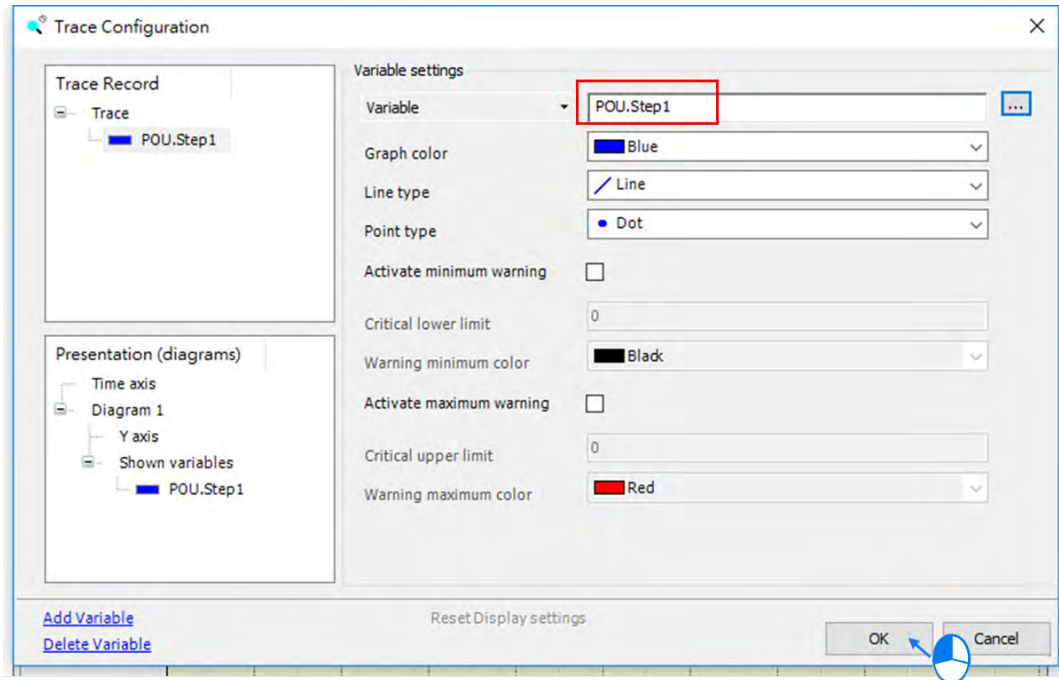 Trace Configuration
Trace Record
Trace
POU.Step1
Presentation (diagrams)
Time axis
Diagram 1
Y axis
Shown variables
POU.Step1
Variable settings
Variable POU.Step1 ...
Graph color Blue
Line type Line
Point type Dot
Activate minimum warning
Critical lower limit 0
Warning minimum color Black
Activate maximum warning
Critical upper limit 0
Warning maximum color Red
Add Variable
Delete Variable
Reset Display settings
OK Cancel